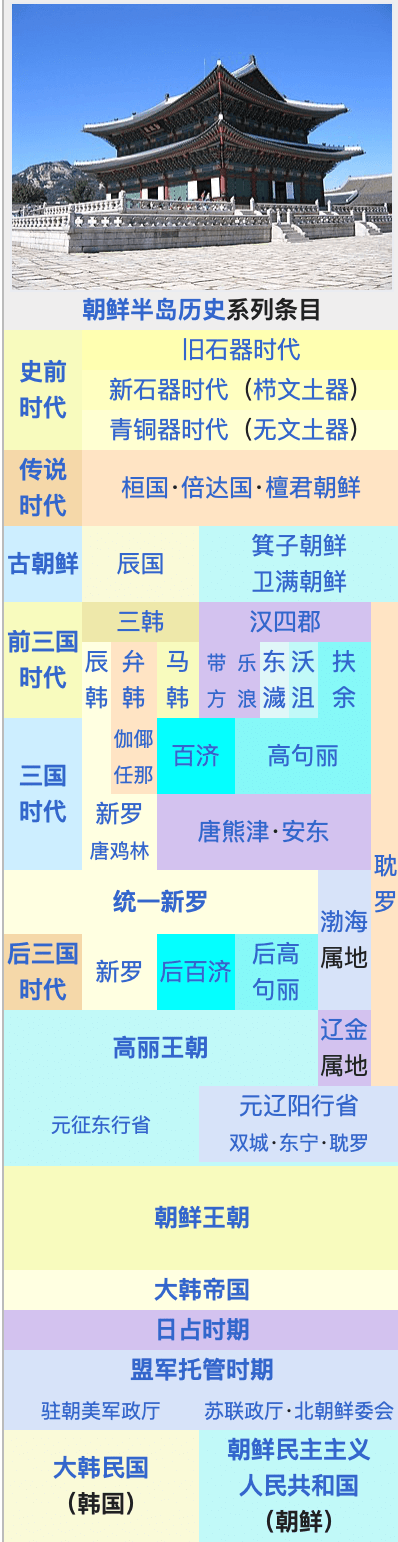 朝鲜半岛历史系列条目
史前
时代
旧石器时代
新石器时代（栉文土器）
青铜器时代（无文土器）
传说
时代
桓国·倍达国·檀君朝鲜
古朝鲜
辰国
箕子朝鲜
卫满朝鲜
前三国
时代
三韩
汉四郡
辰
韩
弁
韩
马
韩
带
方
乐
浪
东
濊
沃
沮
扶
余
耽
罗
三国
时代
伽倻
任那
百济
高句丽
新罗
唐鸡林
唐熊津·安东
统一新罗
渤海
属地
后三国
时代
新罗
后百济
后高
句丽
高丽王朝
辽金
属地
元征东行省
元辽阳行省
双城·东宁·耽罗
朝鲜王朝
大韩帝国
日占时期
盟军托管时期
驻朝美军政厅
苏联政厅·北朝鲜委会
大韩民国
（韩国）
朝鲜民主主义
人民共和国
（朝鲜）